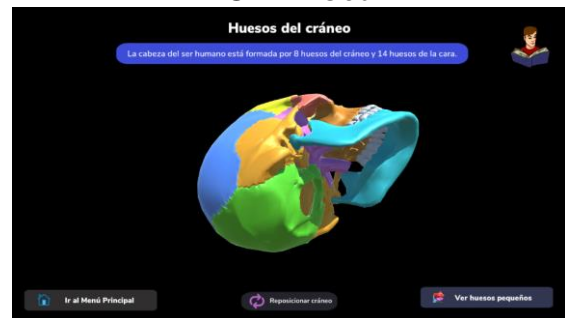 Huesos del cráneo
La cabeza del ser humano está formada por 8 huesos del cráneo y 14 huesos de la cara.
Ir al Menú Principal
Reposicionar cráneo
Ver huesos pequeños